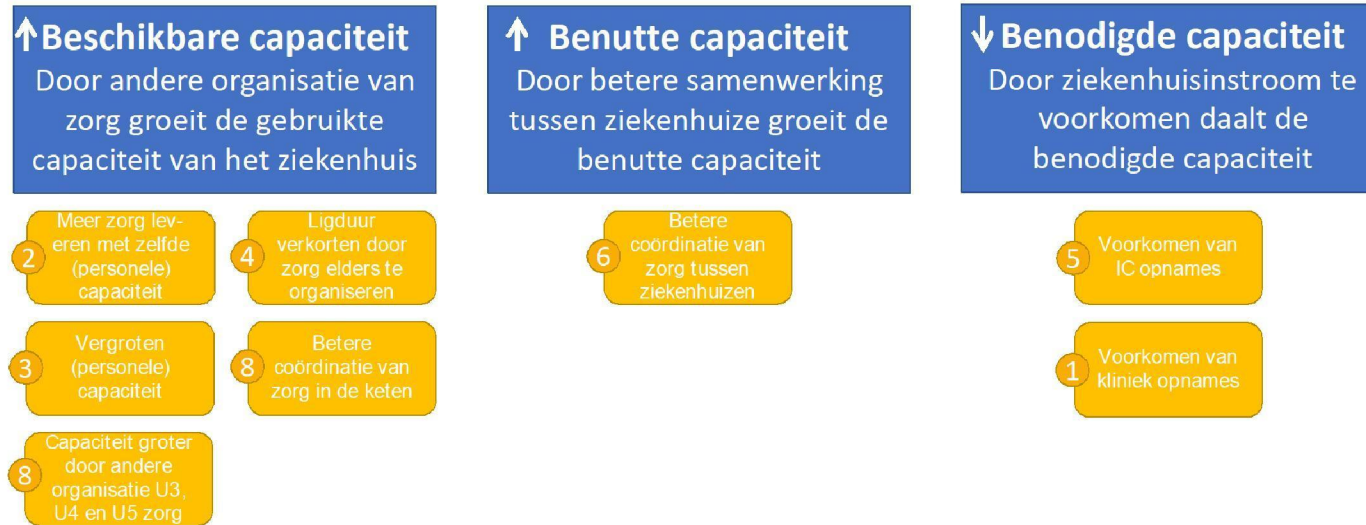 ↑Beschikbare capaciteit
Door andere organisatie van
zorg groeit de gebruikte
capaciteit van het ziekenhuis
2
Meer zorg lev-
eren met zelfde
(personele)
capaciteit
4
Ligduur
verkorten door
zorg elders te
organiseren
3
Vergroten
(personele)
capaciteit
8
Betere
coördinatie van
zorg in de keten
8
Capaciteit groter
door andere
organisatie U3,
U4 en U5 zorg
↑ Benutte capaciteit
Door betere samenwerking
tussen ziekenhuize groeit de
benutte capaciteit
6
Betere
coördinatie van
zorg tussen
ziekenhuizen
↓Benodigde capaciteit
Door ziekenhuisinstroom te
voorkomen daalt de
benodigde capaciteit
5
Voorkomen van
IC opnames
1
Voorkomen van
kliniek opnames